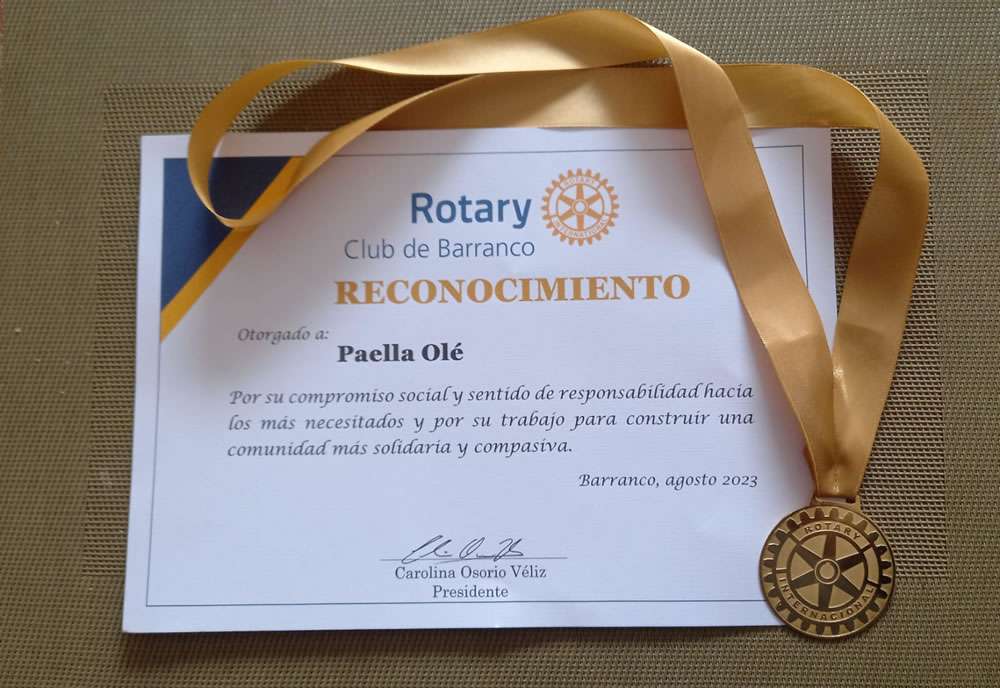 Rotary
ROTARY
INTERNATIONAL
Club de Barranco
RECONOCIMIENTO
Otorgado a:
Paella Olé
Por su compromiso social y sentido de responsabilidad hacia
los más necesitados y por su trabajo para construir una
comunidad más solidaria y compasiva.
Barranco, agosto 2023
Carolina Osorio Véliz
Presidente
ROTARY
INTERNACIONAL